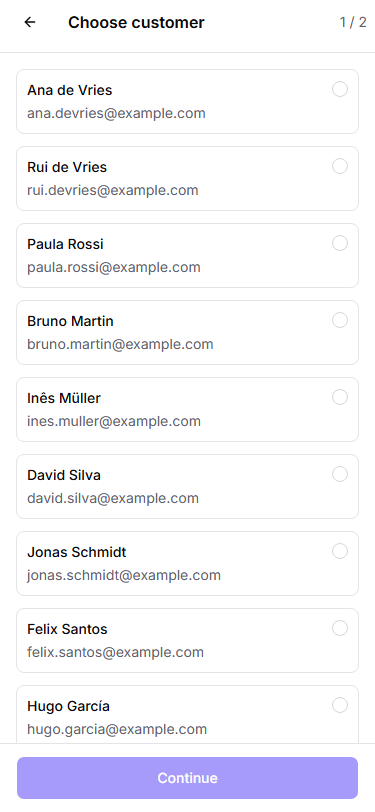 Choose customer
1 / 2
Ana de Vries
ana.devries@example.com
Rui de Vries
rui.devries@example.com
Paula Rossi
paula.rossi@example.com
Bruno Martin
bruno.martin@example.com
Inês Müller
ines.muller@example.com
David Silva
david.silva@example.com
Jonas Schmidt
jonas.schmidt@example.com
Felix Santos
felix.santos@example.com
Hugo García
hugo.garcia@example.com
Continue